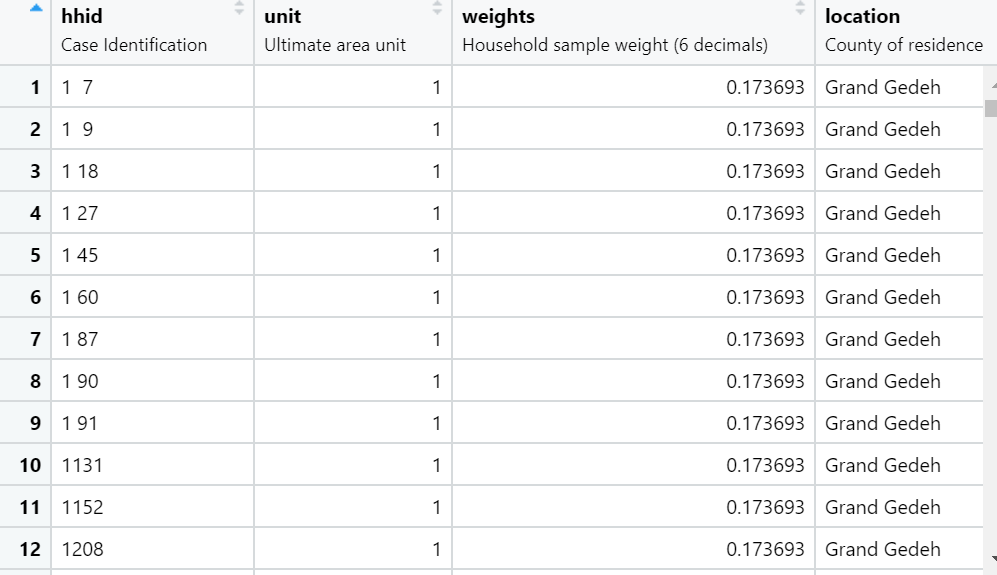 hhid unit weights location
Case Identification Ultimate area unit Household sample weight (6 decimals) County of residence
1 1  7 1 0.173693 Grand Gedeh
2 1  9 1 0.173693 Grand Gedeh
3 1 18 1 0.173693 Grand Gedeh
4 1 27 1 0.173693 Grand Gedeh
5 1 45 1 0.173693 Grand Gedeh
6 1 60 1 0.173693 Grand Gedeh
7 1 87 1 0.173693 Grand Gedeh
8 1 90 1 0.173693 Grand Gedeh
9 1 91 1 0.173693 Grand Gedeh
10 1131 1 0.173693 Grand Gedeh
11 1152 1 0.173693 Grand Gedeh
12 1208 1 0.173693 Grand Gedeh